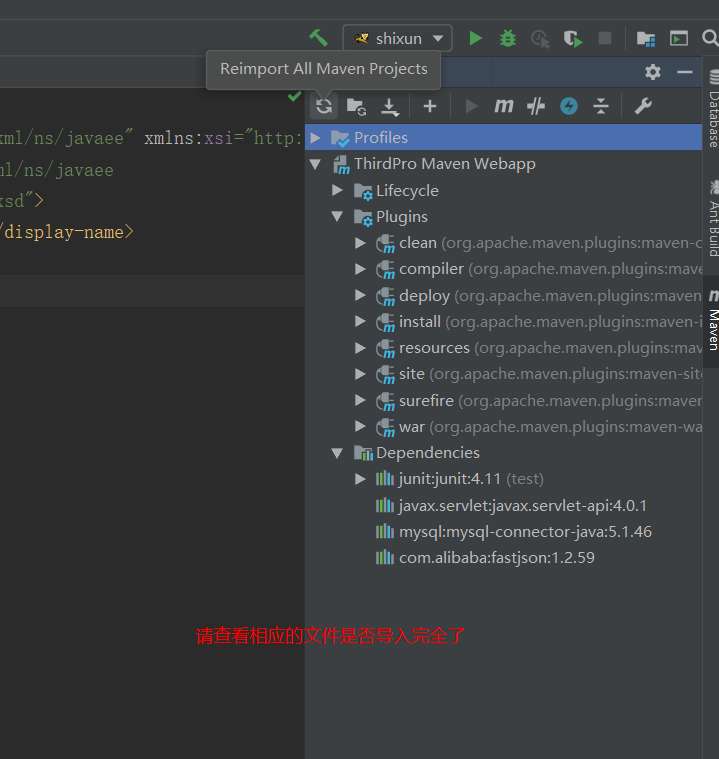 shixun
Reimport All Maven Projects
xml/ns/javaee" xmlns:xsi="http:
ml/ns/javaee
xsd">
/display-name>
Profiles
ThirdPro Maven Webapp
Lifecycle
Plugins
clean (org.apache.maven.plugins:maven-c
compiler (org.apache.maven.plugins:mave
deploy (org.apache.maven.plugins:maven-
install (org.apache.maven.plugins:maven-i
resources (org.apache.maven.plugins:mav
site (org.apache.maven.plugins:maven-site
surefire (org.apache.maven.plugins:maven
war (org.apache.maven.plugins:maven-wa
Dependencies
junit:junit:4.11 (test)
javax.servlet:javax.servlet-api:4.0.1
mysql:mysql-connector-java:5.1.46
com.alibaba:fastjson:1.2.59
请查看相应的文件是否导入完全了
Database
Ant Build
Maven